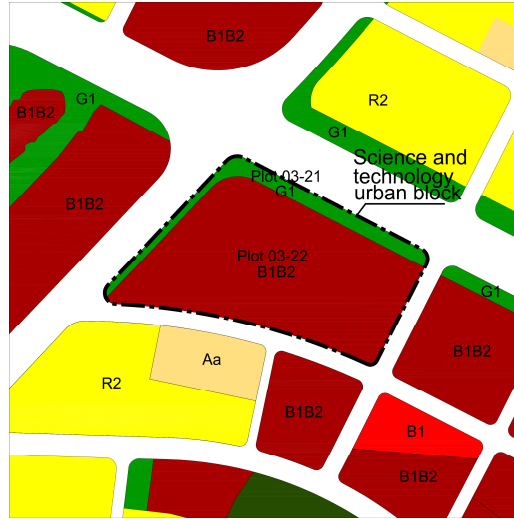 B1B2
G1
R2
B1B2
G1
Science and
technology
urban block
Plot 03-21
G1
B1B2
Plot 03-22
B1B2
G1
B1B2
Aa
R2
B1B2
B1
B1B2